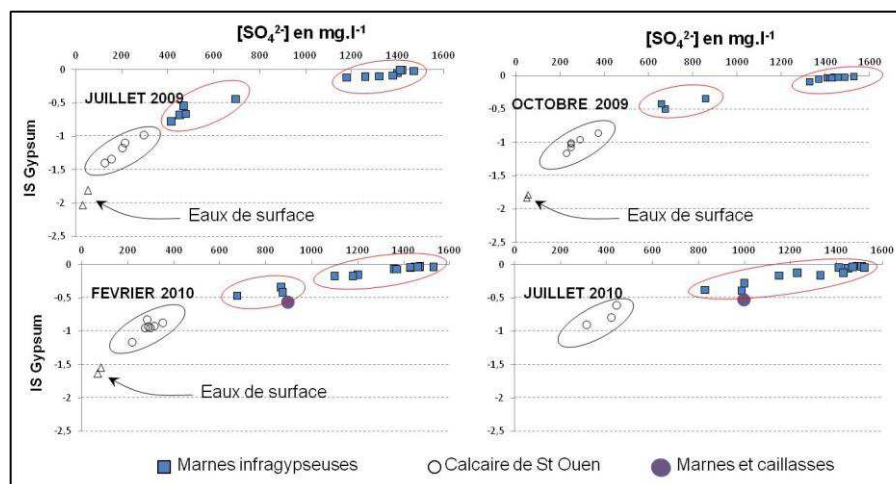 [SO₄²⁻] en mg.l⁻¹
0 200 400 600 800 1000 1200 1400 1600
0
-0,5
-1
-1,5
-2
-2,5
IS Gypsum
JUILLET 2009
Eaux de surface
[SO₄²⁻] en mg.l⁻¹
0 200 400 600 800 1000 1200 1400 1600
0
-0,5
-1
-1,5
-2
-2,5
OCTOBRE 2009
Eaux de surface
0 200 400 600 800 1000 1200 1400 1600
0
-0,5
-1
-1,5
-2
-2,5
IS Gypsum
FEVRIER 2010
Eaux de surface
0 200 400 600 800 1000 1200 1400 1600
0
-0,5
-1
-1,5
-2
-2,5
JUILLET 2010
Marnes infragypseuses
Calcaire de St Ouen
Marnes et caillasses